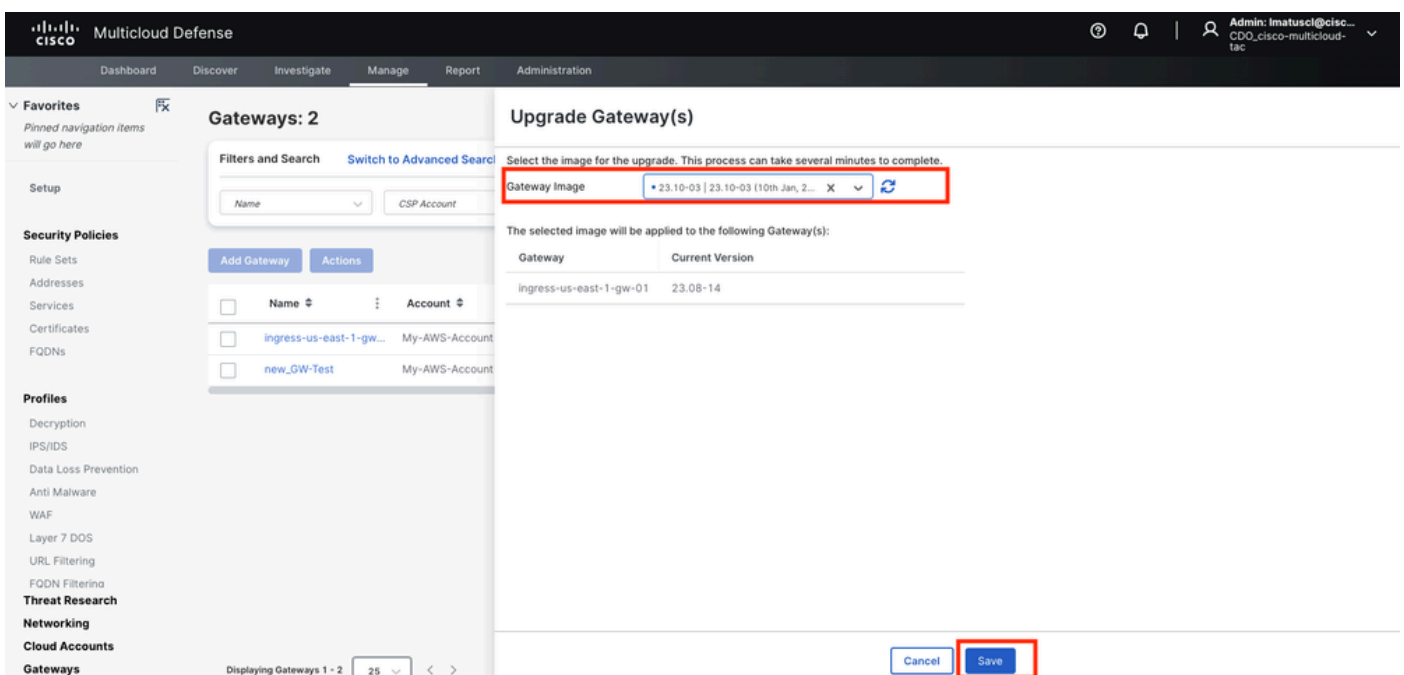 CISCO
Multicloud Defense
Admin: lmatuscl@cisc...
CDO_cisco-multicloud-
tac
Dashboard Discover Investigate Manage Report Administration
Favorites
Pinned navigation items
will go here
Setup
Security Policies
Rule Sets
Addresses
Services
Certificates
FQDNs
Profiles
Decryption
IPS/IDS
Data Loss Prevention
Anti Malware
WAF
Layer 7 DOS
URL Filtering
FQDN Filtering
Threat Research
Networking
Cloud Accounts
Gateways
Gateways: 2
Filters and Search Switch to Advanced Search
Name CSP Account
Add Gateway Actions
Name Account
ingress-us-east-1-gw... My-AWS-Account
new_GW-Test My-AWS-Account
Displaying Gateways 1 - 2 25
Upgrade Gateway(s)
Select the image for the upgrade. This process can take several minutes to complete.
Gateway Image • 23.10-03 | 23.10-03 (10th Jan, 2... X
The selected image will be applied to the following Gateway(s):
Gateway Current Version
ingress-us-east-1-gw-01 23.08-14
Cancel Save